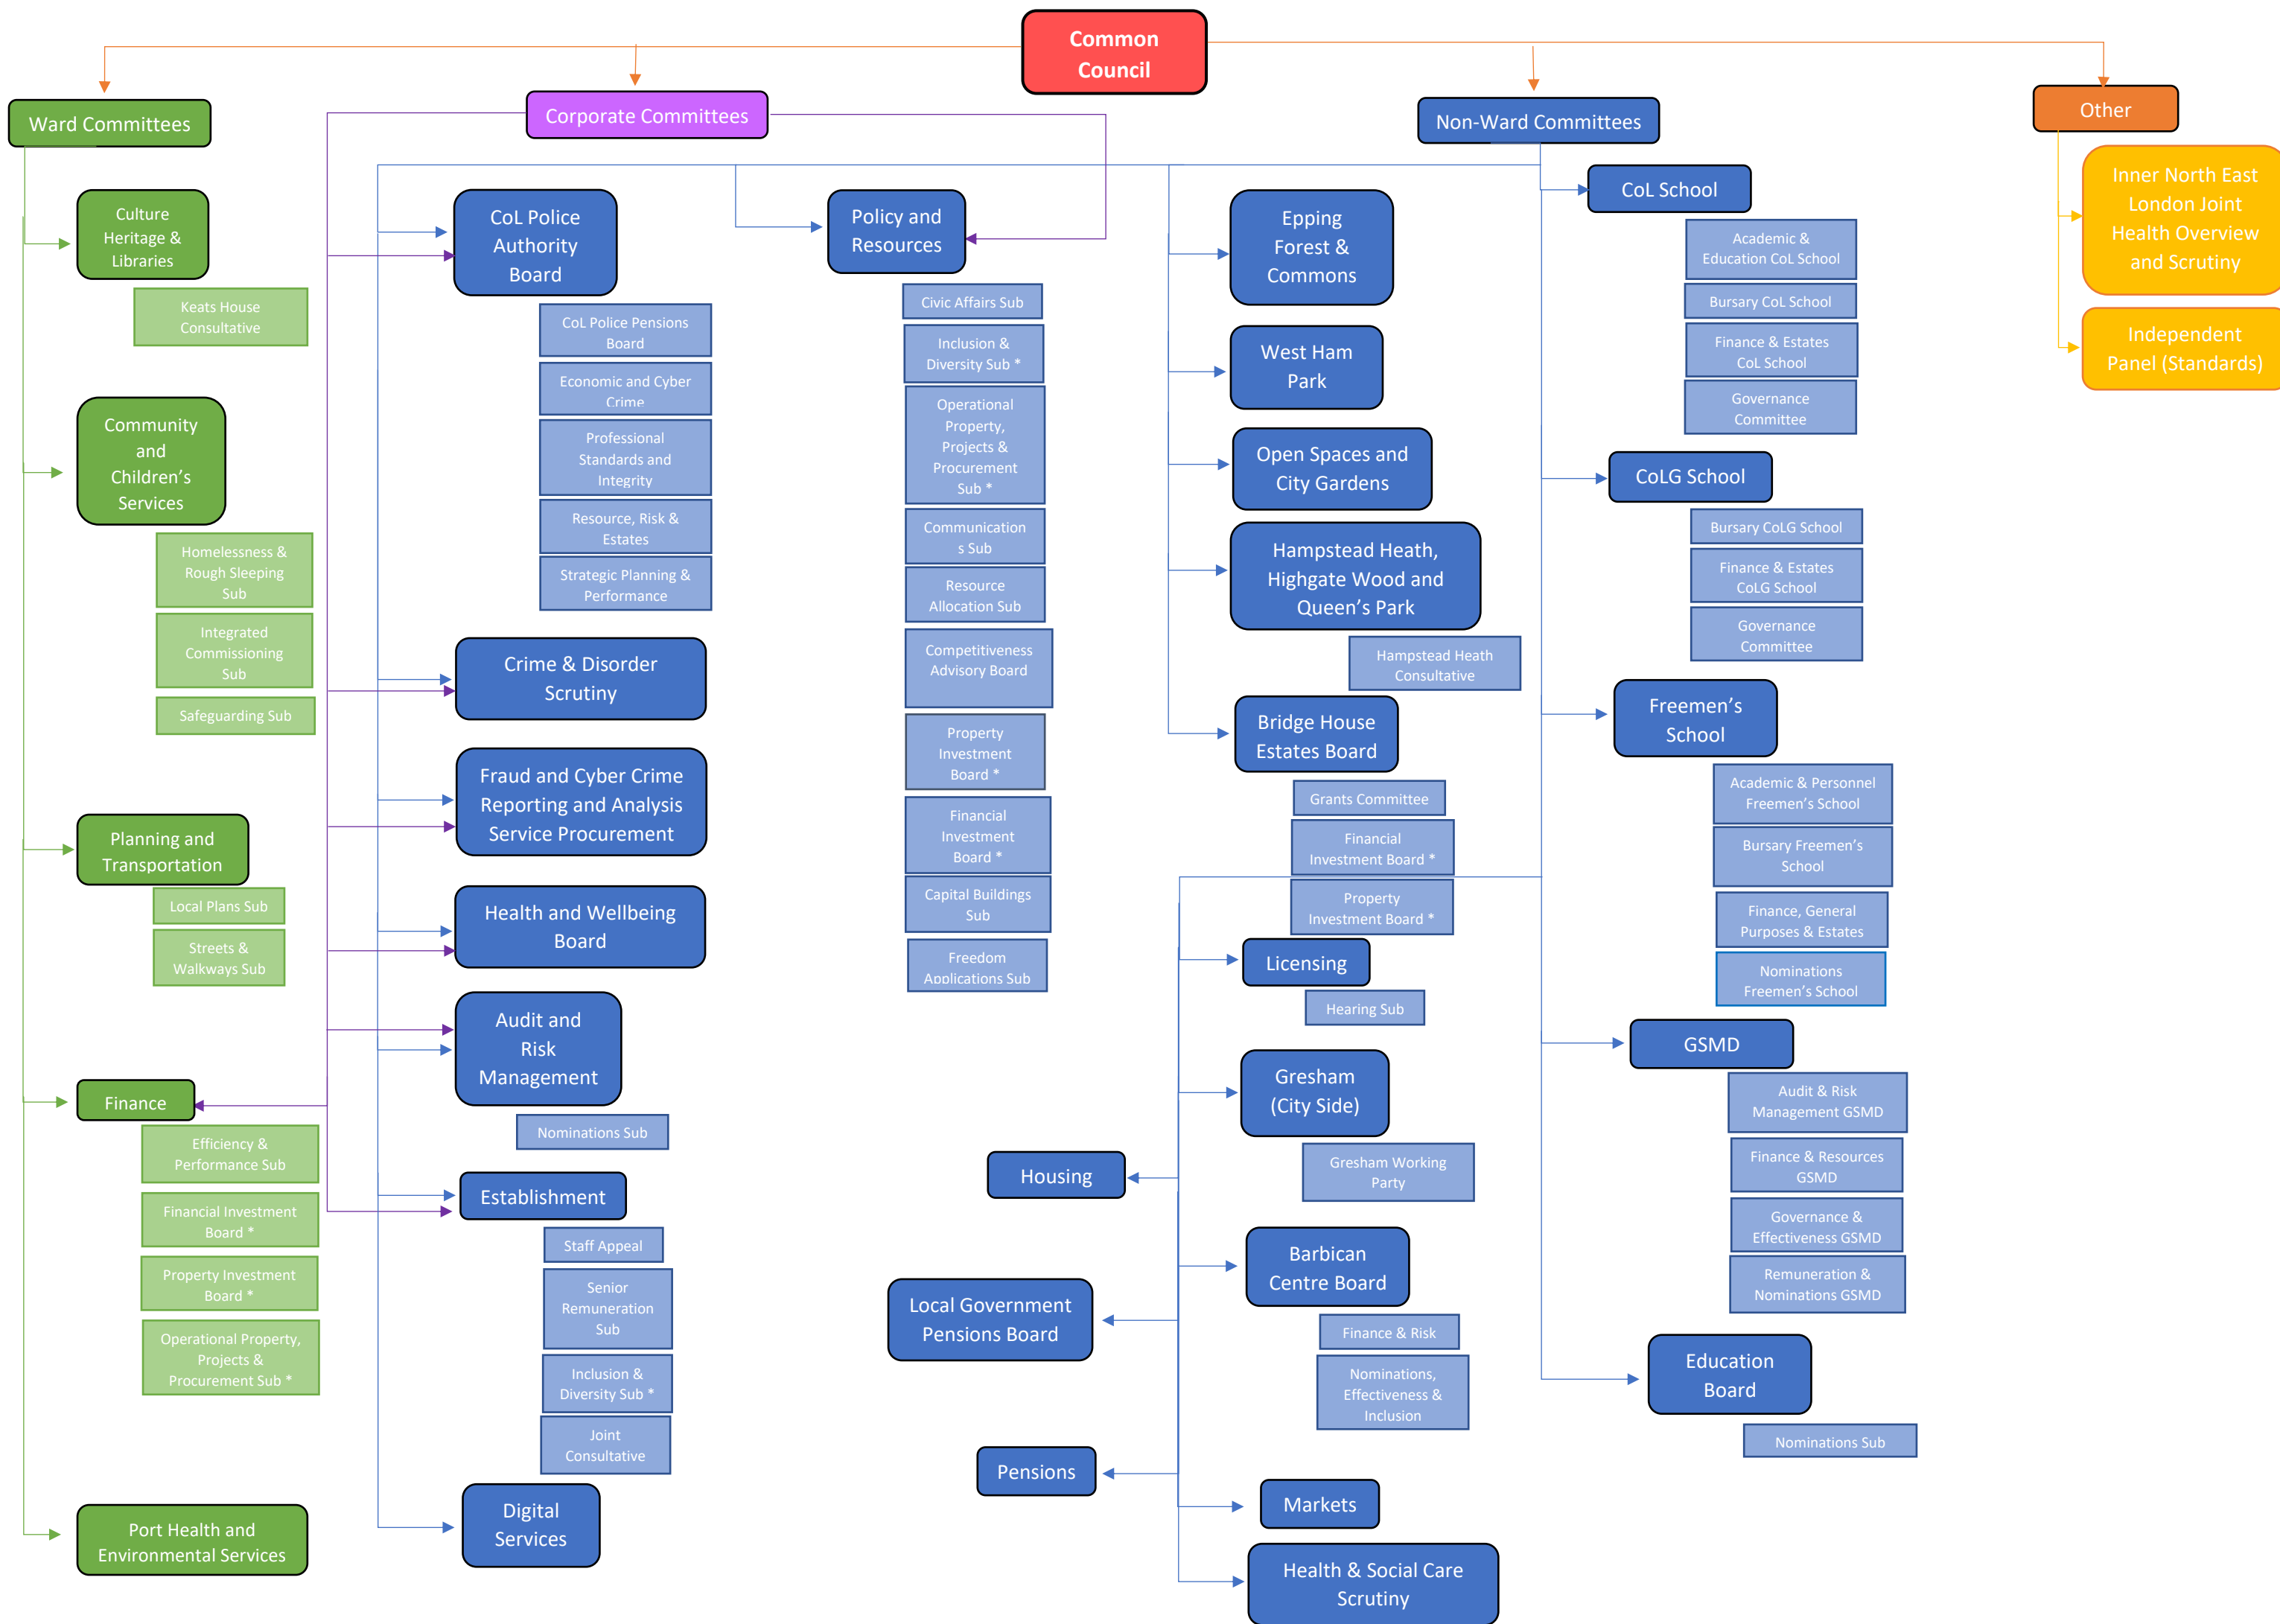 Common
Council
Ward Committees
Corporate Committees
Non-Ward Committees
Other
Culture
Heritage &
Libraries
Keats House
Consultative
Community
and
Children's
Services
Homelessness &
Rough Sleeping
Sub
Integrated
Commissioning
Sub
Safeguarding Sub
Planning and
Transportation
Local Plans Sub
Streets &
Walkways Sub
Finance
Efficiency &
Performance Sub
Financial Investment
Board *
Property Investment
Board *
Operational Property,
Projects &
Procurement Sub *
Port Health and
Environmental Services
CoL Police
Authority
Board
CoL Police Pensions
Board
Economic and Cyber
Crime
Professional
Standards and
Integrity
Resource, Risk &
Estates
Strategic Planning &
Performance
Crime & Disorder
Scrutiny
Fraud and Cyber Crime
Reporting and Analysis
Service Procurement
Health and Wellbeing
Board
Audit and
Risk
Management
Nominations Sub
Establishment
Staff Appeal
Senior
Remuneration
Sub
Inclusion &
Diversity Sub *
Joint
Consultative
Digital
Services
Policy and
Resources
Civic Affairs Sub
Inclusion &
Diversity Sub *
Operational
Property,
Projects &
Procurement
Sub *
Communication
s Sub
Resource
Allocation Sub
Competitiveness
Advisory Board
Property
Investment
Board *
Financial
Investment
Board *
Capital Buildings
Sub
Freedom
Applications Sub
Housing
Local Government
Pensions Board
Pensions
Epping
Forest &
Commons
West Ham
Park
Open Spaces and
City Gardens
Hampstead Heath,
Highgate Wood and
Queen's Park
Hampstead Heath
Consultative
Bridge House
Estates Board
Grants Committee
Financial
Investment Board *
Property
Investment Board *
Licensing
Hearing Sub
Gresham
(City Side)
Gresham Working
Party
Barbican
Centre Board
Finance & Risk
Nominations,
Effectiveness &
Inclusion
Markets
Health & Social Care
Scrutiny
CoL School
Academic &
Education CoL School
Bursary CoL School
Finance & Estates
CoL School
Governance
Committee
CoLG School
Bursary CoLG School
Finance & Estates
CoLG School
Governance
Committee
Freemen's
School
Academic & Personnel
Freemen's School
Bursary Freemen's
School
Finance, General
Purposes & Estates
Nominations
Freemen's School
GSMD
Audit & Risk
Management GSMD
Finance & Resources
GSMD
Governance &
Effectiveness GSMD
Remuneration &
Nominations GSMD
Education
Board
Nominations Sub
Inner North East
London Joint
Health Overview
and Scrutiny
Independent
Panel (Standards)